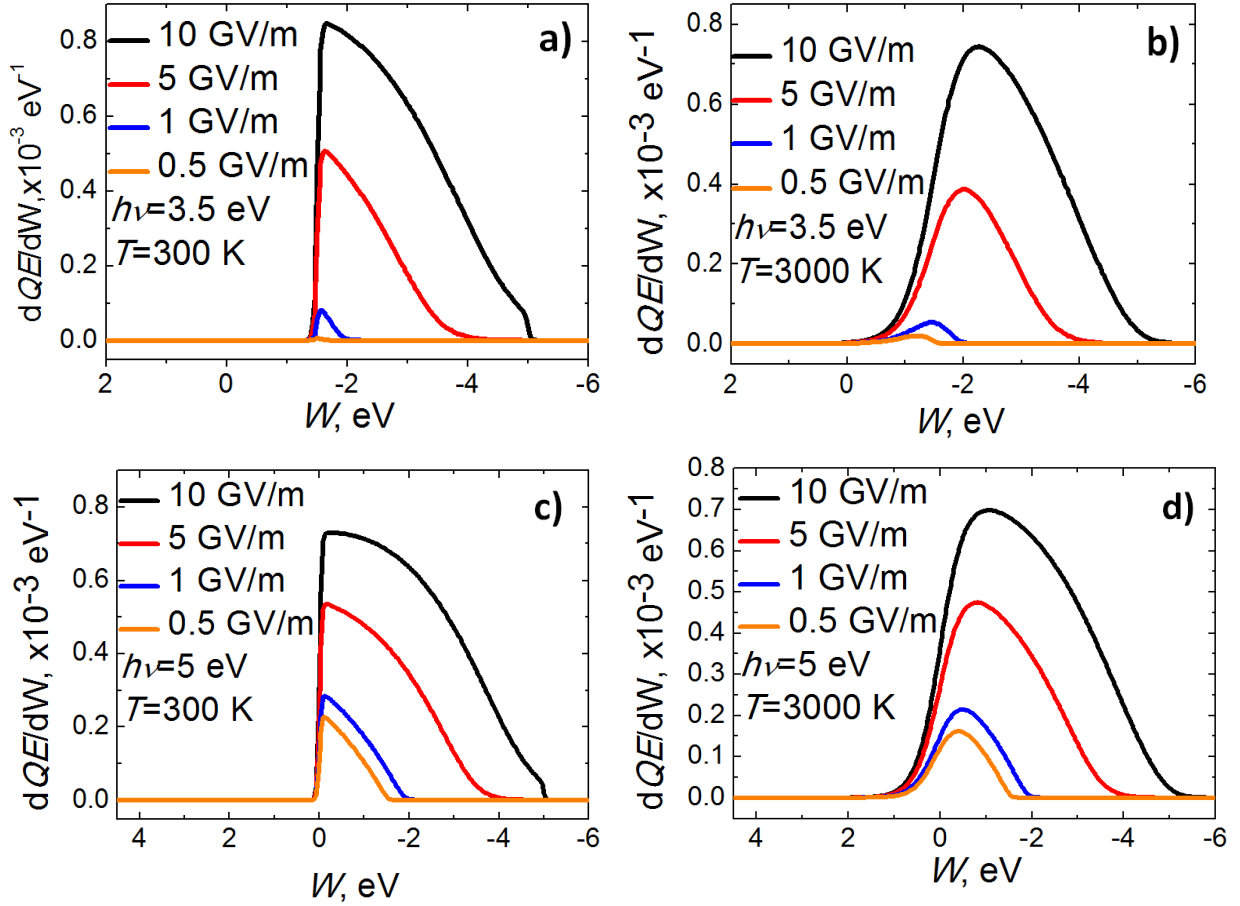 a)
10 GV/m
5 GV/m
1 GV/m
0.5 GV/m
hν=3.5 eV
T=300 K
dQE/dW,x10⁻³ eV⁻¹
0.8
0.6
0.4
0.2
0.0
2 0 -2 -4 -6
W, eV
b)
10 GV/m
5 GV/m
1 GV/m
0.5 GV/m
hν=3.5 eV
T=3000 K
dQE/dW, x10⁻³ eV-1
0.8
0.6
0.4
0.2
0.0
2 0 -2 -4 -6
W, eV
c)
10 GV/m
5 GV/m
1 GV/m
0.5 GV/m
hν=5 eV
T=300 K
dQE/dW, x10⁻³ eV-1
0.8
0.6
0.4
0.2
0.0
4 2 0 -2 -4 -6
W, eV
d)
10 GV/m
5 GV/m
1 GV/m
0.5 GV/m
hν=5 eV
T=3000 K
dQE/dW, x10⁻³ eV-1
0.8
0.7
0.6
0.5
0.4
0.3
0.2
0.1
0.0
4 2 0 -2 -4 -6
W, eV